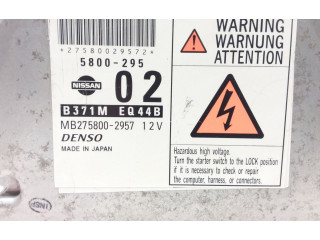 *27580029572*
5800-295
NISSAN
02
B371M EQ44B
MB275800-2957 12V
DENSO
MADE IN JAPAN
WARNING
WARNUNG
ATTENTION
Hazardous high voltage.
Turn the starter switch to the LOCK position
if it is necessary to check or repair
the computer, harness, or connectors.